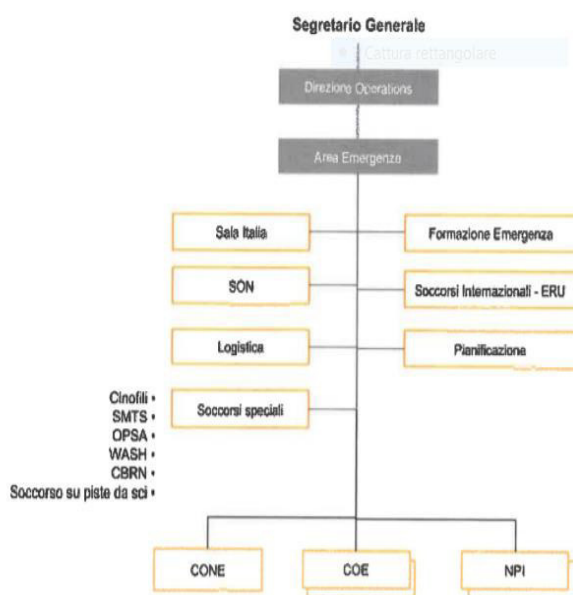 Segretario Generale
Cattura rettangolare
Direzione Operations
Area Emergenza
Sala Italia
Formazione Emergenza
SON
Soccorsi Internazionali - ERU
Logistica
Pianificazione
Soccorsi speciali
Cinofili •
SMTS •
OPSA •
WASH •
CBRN •
Soccorso su piste da sci •
CONE
COE
NPI